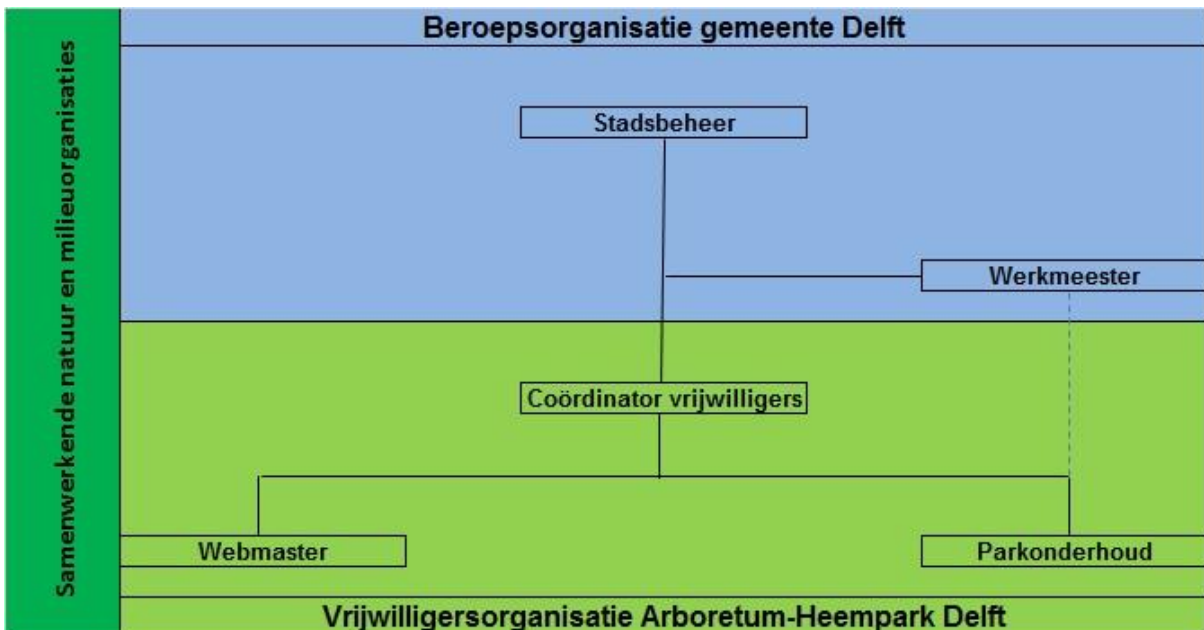 Samenwerkende natuur en milieuorganisaties
Beroepsorganisatie gemeente Delft
Stadsbeheer
Werkmeester
Coördinator vrijwilligers
Webmaster
Parkonderhoud
Vrijwilligersorganisatie Arboretum-Heempark Delft